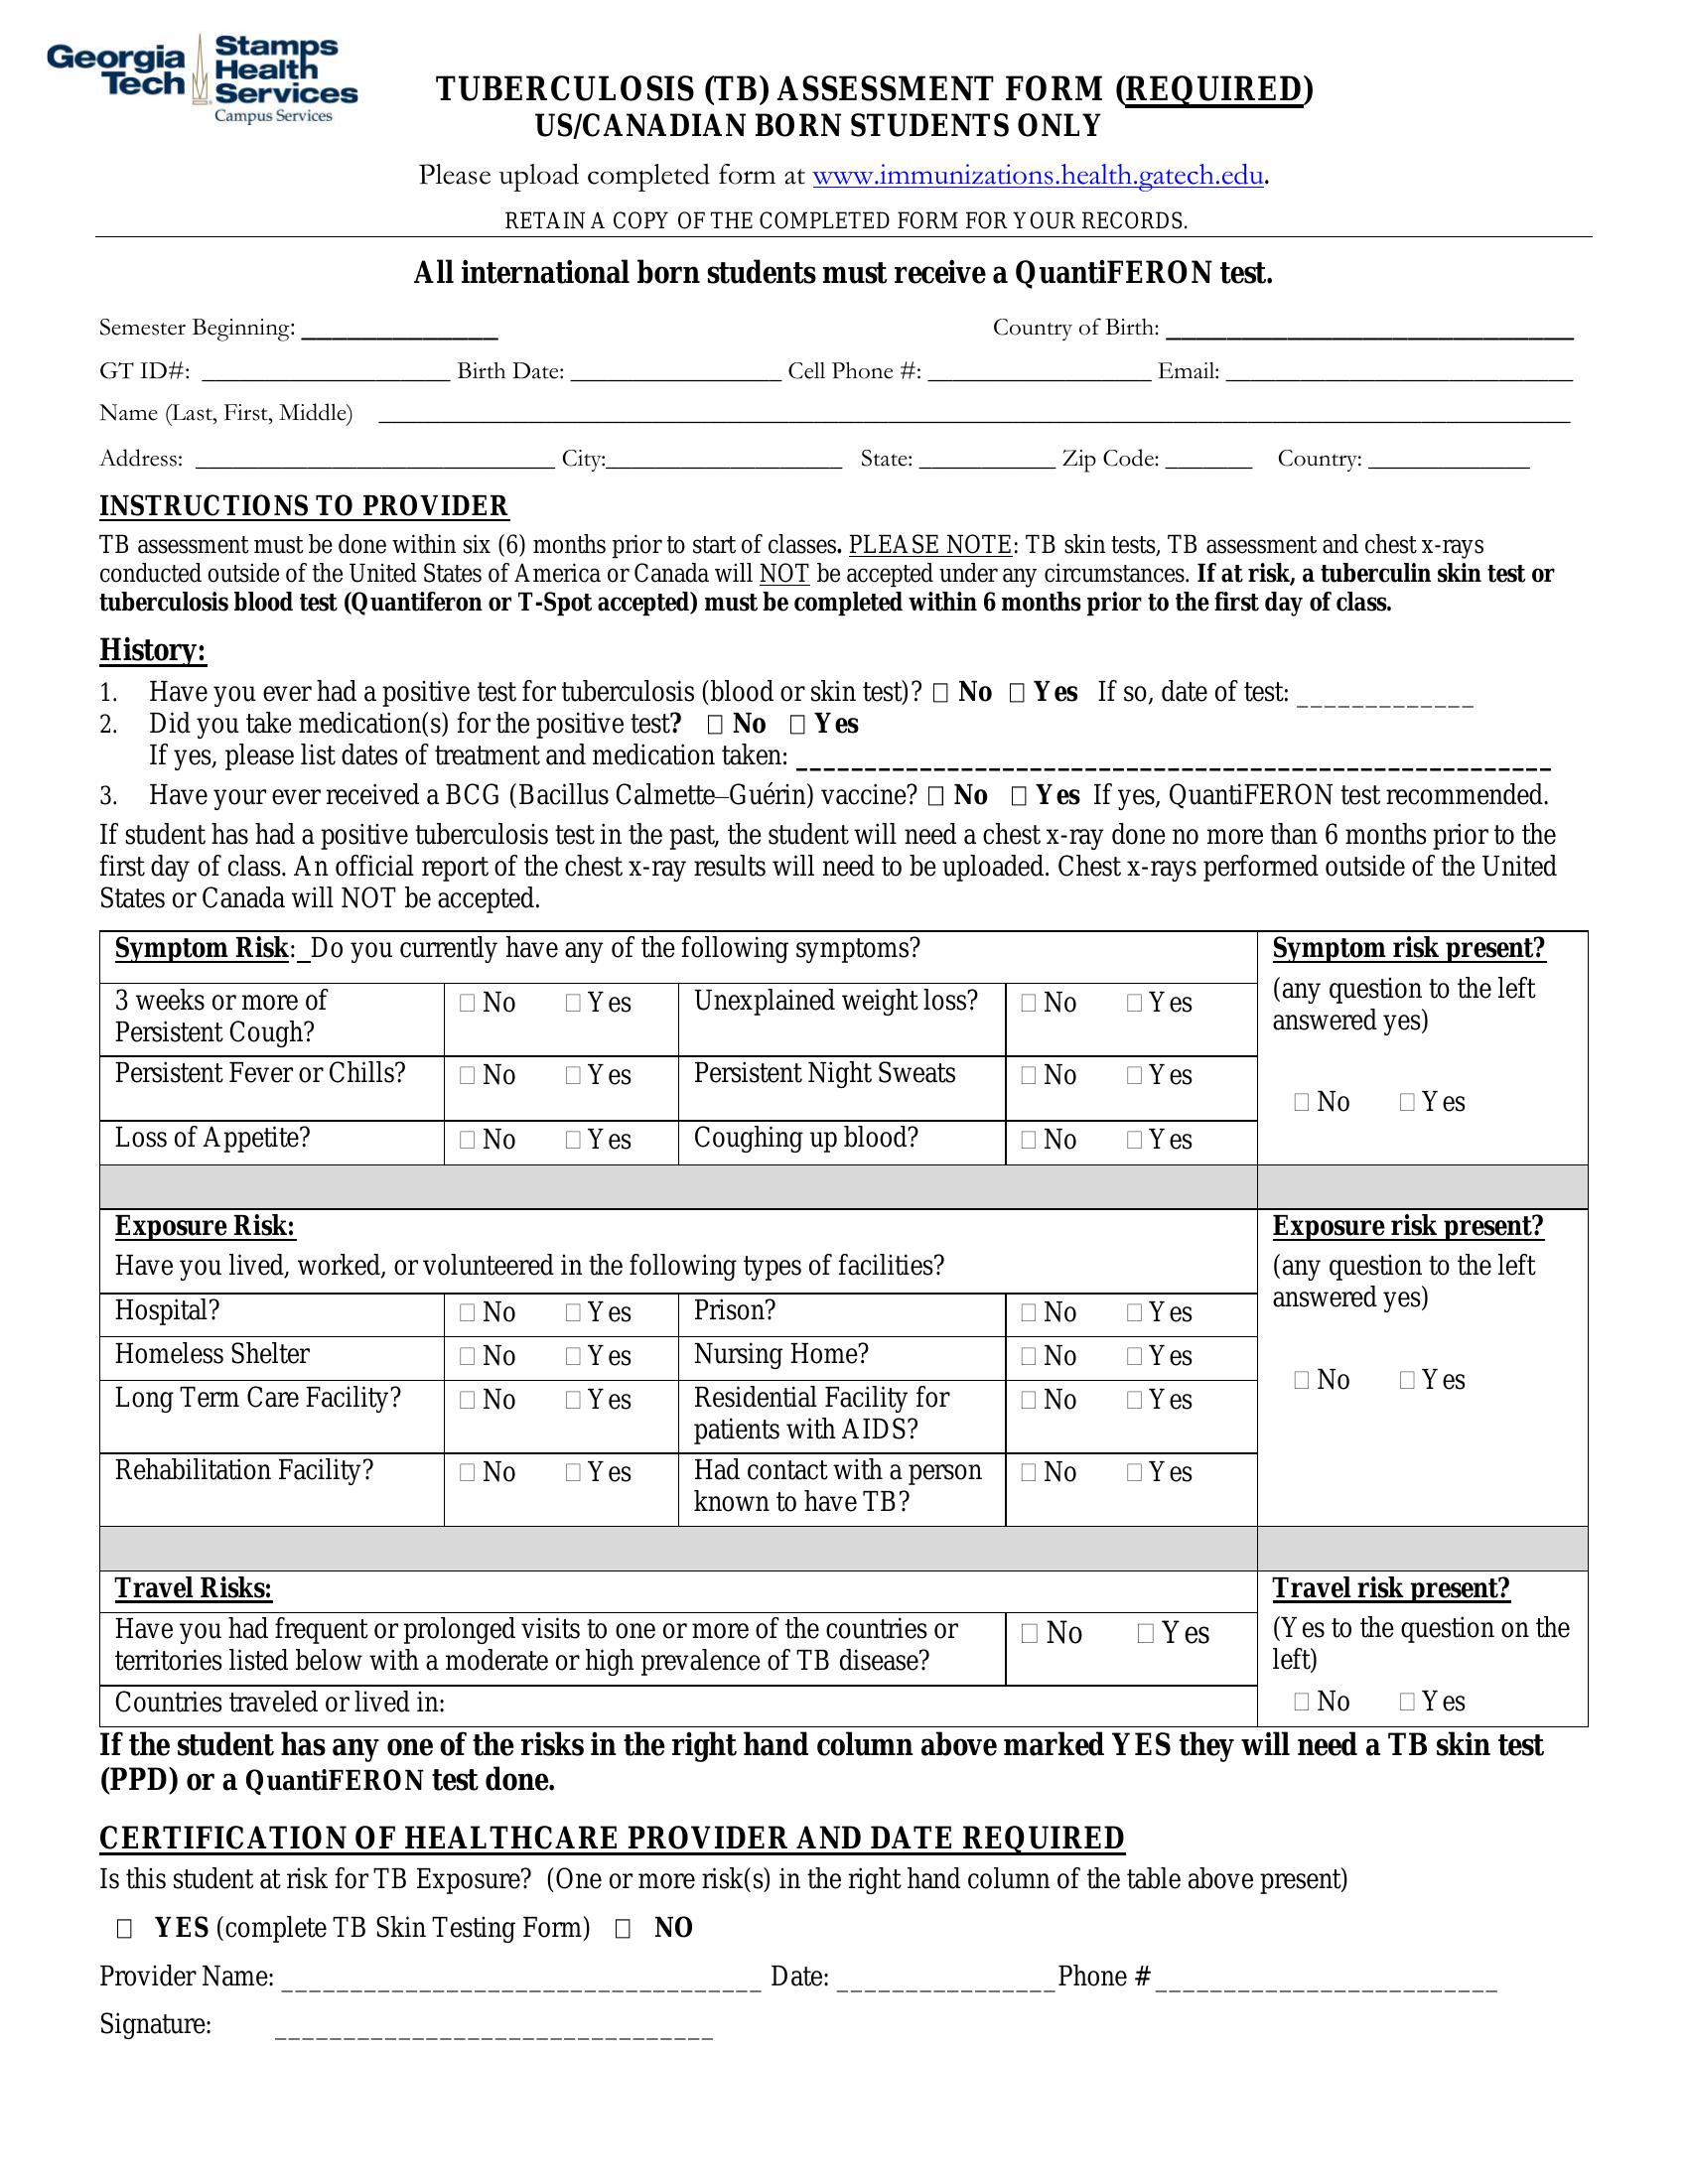 Georgia Tech
Stamps Health Services
Campus Services
TUBERCULOSIS (TB) ASSESSMENT FORM (REQUIRED)
US/CANADIAN BORN STUDENTS ONLY
Please upload completed form at www.immunizations.health.gatech.edu.
RETAIN A COPY OF THE COMPLETED FORM FOR YOUR RECORDS.
All international born students must receive a QuantiFERON test.
Semester Beginning: ______________ Country of Birth: ______________
GT ID#: ______________ Birth Date: ______________ Cell Phone #: ______________ Email: ______________
Name (Last, First, Middle) ______________
Address: ______________ City:______________ State: ______________ Zip Code: _______ Country: ______________
INSTRUCTIONS TO PROVIDER
TB assessment must be done within six (6) months prior to start of classes. PLEASE NOTE: TB skin tests, TB assessment and chest x-rays
conducted outside of the United States of America or Canada will NOT be accepted under any circumstances. If at risk, a tuberculin skin test or
tuberculosis blood test (Quantiferon or T-Spot accepted) must be completed within 6 months prior to the first day of class.
History:
1. Have you ever had a positive test for tuberculosis (blood or skin test)? □ No □ Yes If so, date of test: _____________
2. Did you take medication(s) for the positive test? □ No □ Yes
If yes, please list dates of treatment and medication taken: ______________
3. Have your ever received a BCG (Bacillus Calmette–Guérin) vaccine? □ No □ Yes If yes, QuantiFERON test recommended.
If student has had a positive tuberculosis test in the past, the student will need a chest x-ray done no more than 6 months prior to the
first day of class. An official report of the chest x-ray results will need to be uploaded. Chest x-rays performed outside of the United
States or Canada will NOT be accepted.
Symptom Risk: Do you currently have any of the following symptoms?
3 weeks or more of
Persistent Cough?
□ No □ Yes
Unexplained weight loss?
□ No □ Yes
Persistent Fever or Chills?
□ No □ Yes
Persistent Night Sweats
□ No □ Yes
Loss of Appetite?
□ No □ Yes
Coughing up blood?
□ No □ Yes
Symptom risk present?
(any question to the left
answered yes)
□ No □ Yes
Exposure Risk:
Have you lived, worked, or volunteered in the following types of facilities?
Hospital?
□ No □ Yes
Prison?
□ No □ Yes
Homeless Shelter
□ No □ Yes
Nursing Home?
□ No □ Yes
Long Term Care Facility?
□ No □ Yes
Residential Facility for
patients with AIDS?
□ No □ Yes
Rehabilitation Facility?
□ No □ Yes
Had contact with a person
known to have TB?
□ No □ Yes
Exposure risk present?
(any question to the left
answered yes)
□ No □ Yes
Travel Risks:
Have you had frequent or prolonged visits to one or more of the countries or
territories listed below with a moderate or high prevalence of TB disease?
□ No □ Yes
Countries traveled or lived in:
Travel risk present?
(Yes to the question on the
left)
□ No □ Yes
If the student has any one of the risks in the right hand column above marked YES they will need a TB skin test
(PPD) or a QuantiFERON test done.
CERTIFICATION OF HEALTHCARE PROVIDER AND DATE REQUIRED
Is this student at risk for TB Exposure? (One or more risk(s) in the right hand column of the table above present)
□ YES (complete TB Skin Testing Form) □ NO
Provider Name: ______________ Date: ______________ Phone # ______________
Signature: ______________